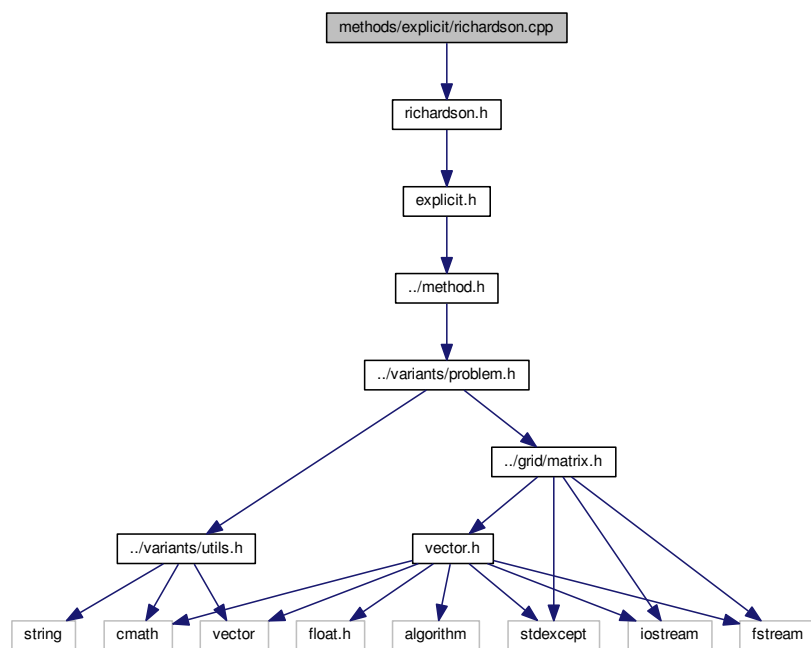 methods/explicit/richardson.cpp
richardson.h
explicit.h
../method.h
../variants/problem.h
../grid/matrix.h
../variants/utils.h
vector.h
string
cmath
vector
float.h
algorithm
stdexcept
iostream
fstream